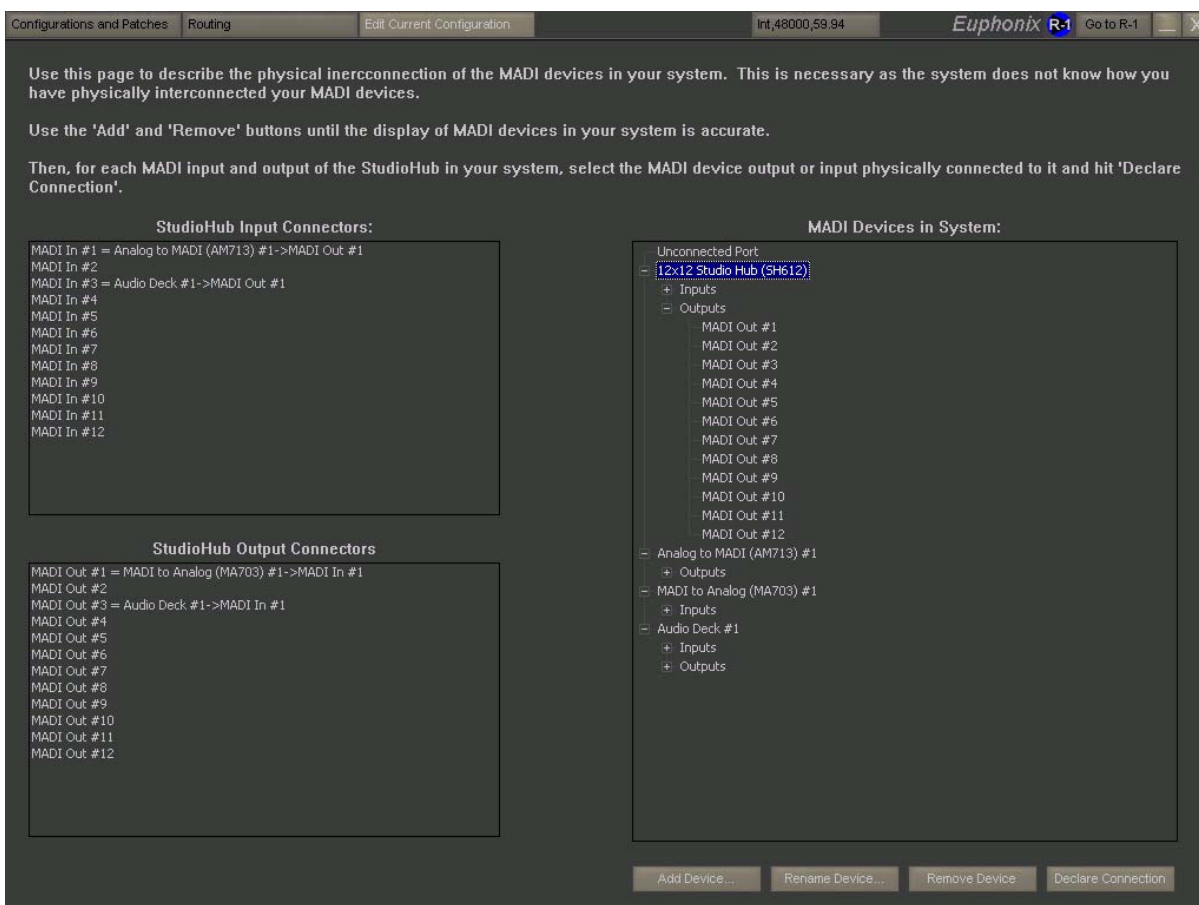 Configurations and Patches
Routing
Edit Current Configuration
Int,48000,59.94
Euphonix R-1
Go to R-1
_
X
Use this page to describe the physical inercconnection of the MADI devices in your system. This is necessary as the system does not know how you
have physically interconnected your MADI devices.
Use the 'Add' and 'Remove' buttons until the display of MADI devices in your system is accurate.
Then, for each MADI input and output of the StudioHub in your system, select the MADI device output or input physically connected to it and hit 'Declare
Connection'.
StudioHub Input Connectors:
MADI In #1 = Analog to MADI (AM713) #1->MADI Out #1
MADI In #2
MADI In #3 = Audio Deck #1->MADI Out #1
MADI In #4
MADI In #5
MADI In #6
MADI In #7
MADI In #8
MADI In #9
MADI In #10
MADI In #11
MADI In #12
StudioHub Output Connectors
MADI Out #1 = MADI to Analog (MA703) #1->MADI In #1
MADI Out #2
MADI Out #3 = Audio Deck #1->MADI In #1
MADI Out #4
MADI Out #5
MADI Out #6
MADI Out #7
MADI Out #8
MADI Out #9
MADI Out #10
MADI Out #11
MADI Out #12
MADI Devices in System:
Unconnected Port
12x12 Studio Hub (SH612)
Inputs
Outputs
MADI Out #1
MADI Out #2
MADI Out #3
MADI Out #4
MADI Out #5
MADI Out #6
MADI Out #7
MADI Out #8
MADI Out #9
MADI Out #10
MADI Out #11
MADI Out #12
Analog to MADI (AM713) #1
Outputs
MADI to Analog (MA703) #1
Inputs
Audio Deck #1
Inputs
Outputs
Add Device...
Rename Device...
Remove Device
Declare Connection